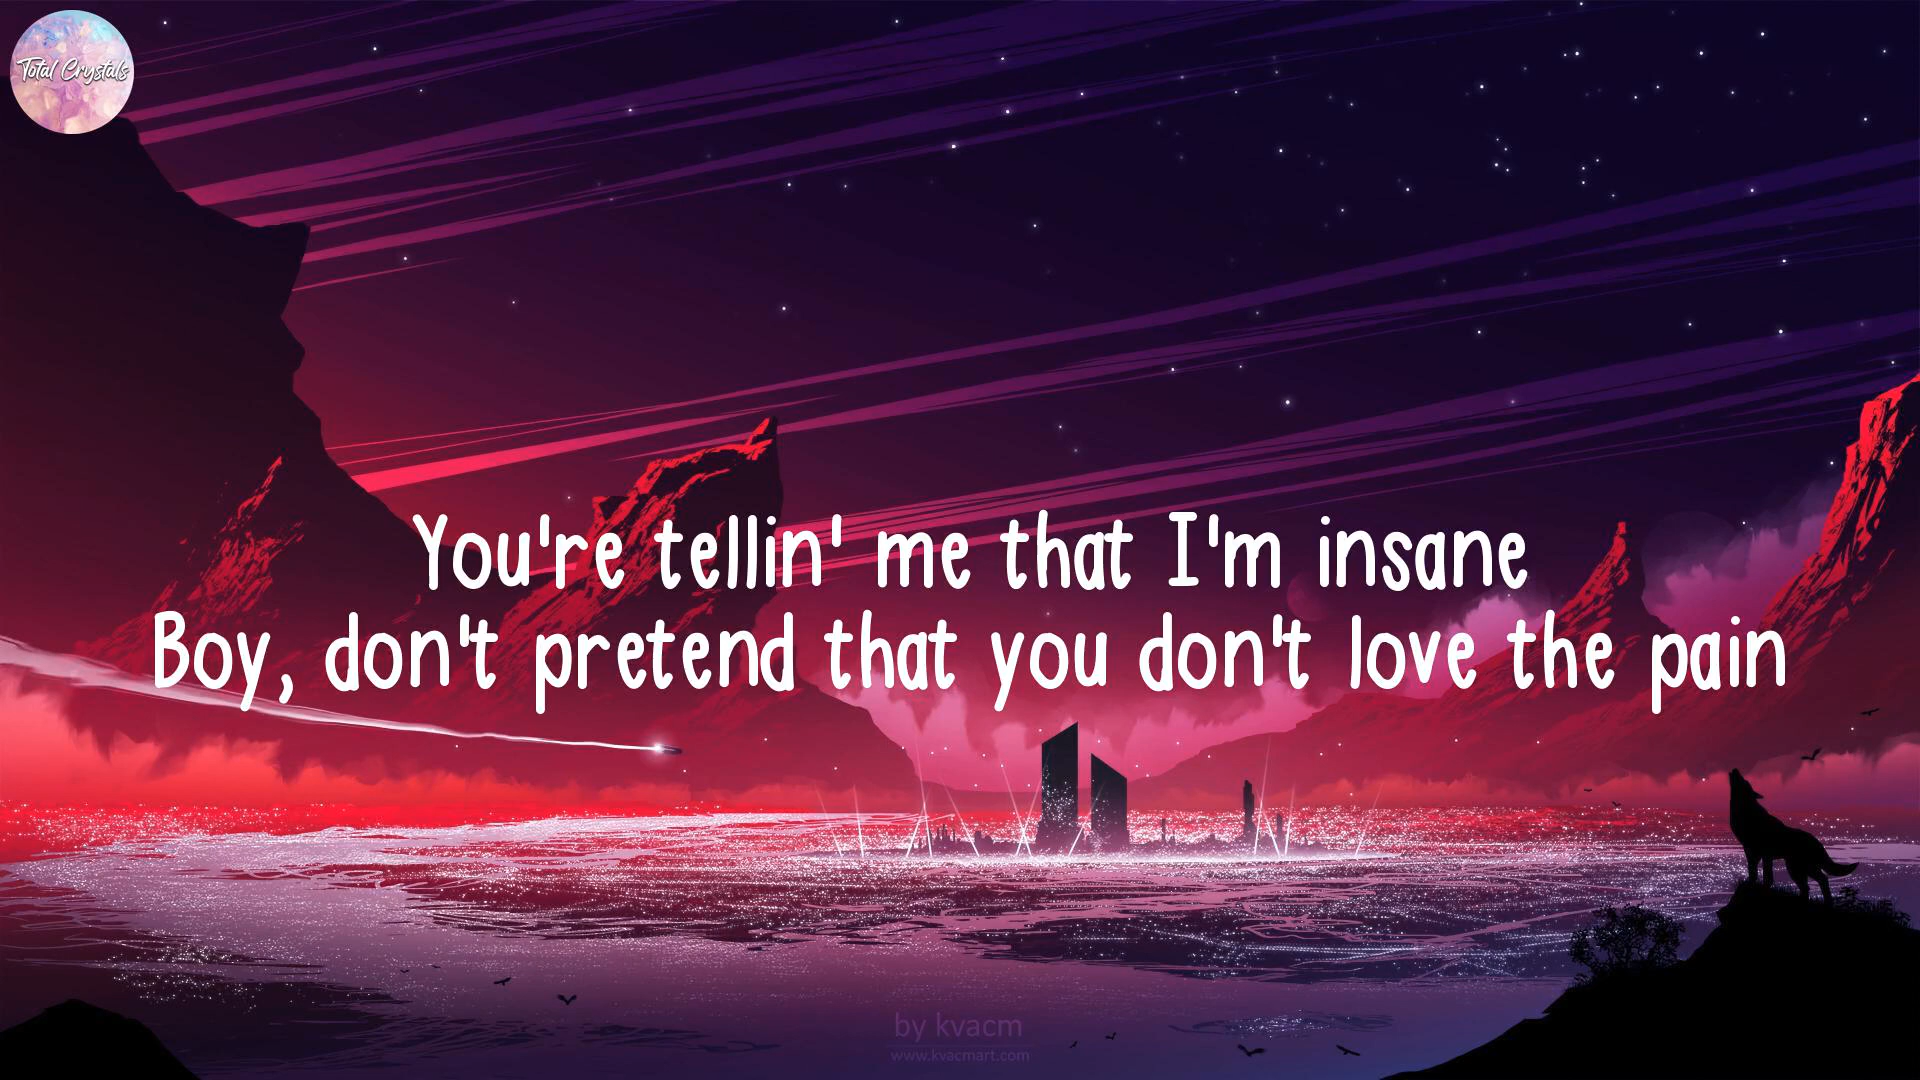 Total Crystals
You're tellin' me that I'm insane
Boy, don't pretend that you don't love the pain
by kvacm
www.kvacmart.com